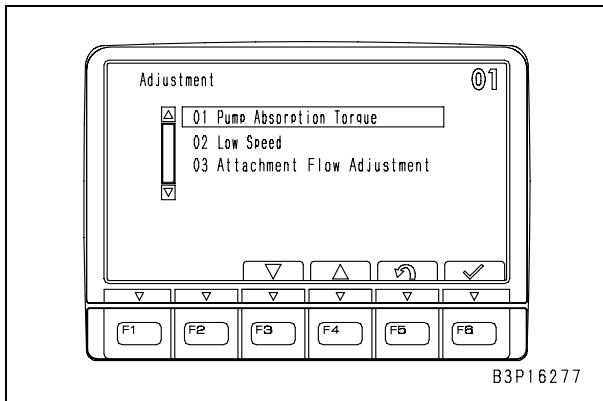 Adjustment 01
01 Pump Absorption Torque
02 Low Speed
03 Attachment Flow Adjustment
F1 F2 F3 F4 F5 F6
B3P16277